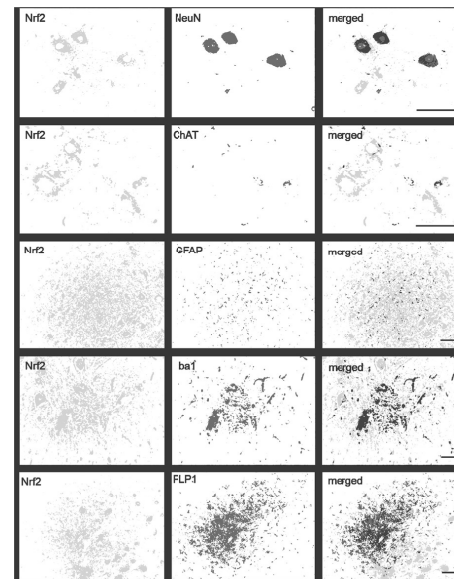 Nrf2 NeuN merged
Nrf2 ChAT merged
Nrf2 GFAP merged
Nrf2 ba1 merged
Nrf2 FLP1 merged